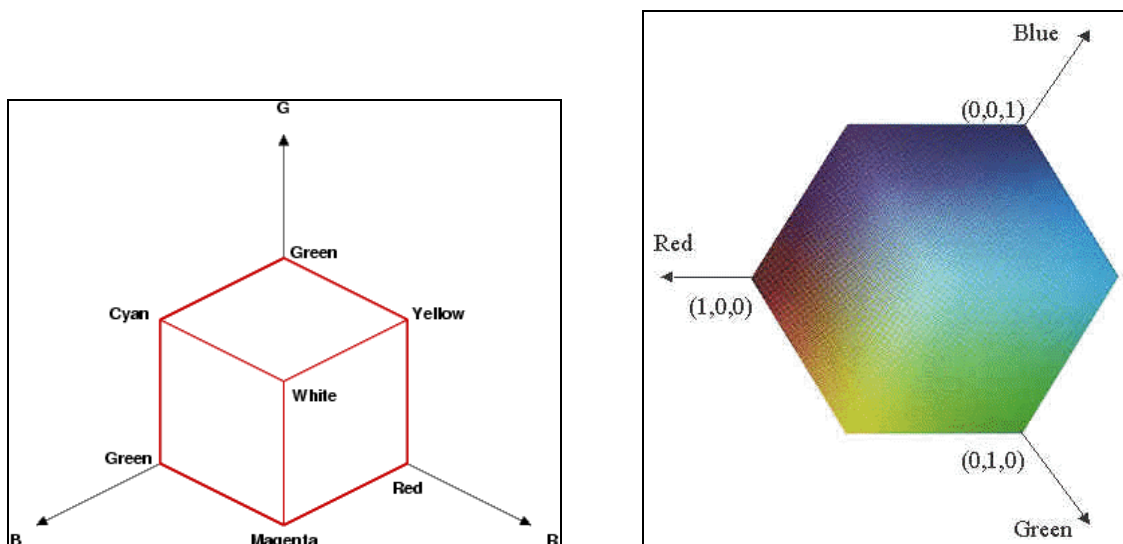 G
Green
Cyan
Yellow
White
Green
Red
B
Magenta
R
Blue
(0,0,1)
Red
(1,0,0)
(0,1,0)
Green